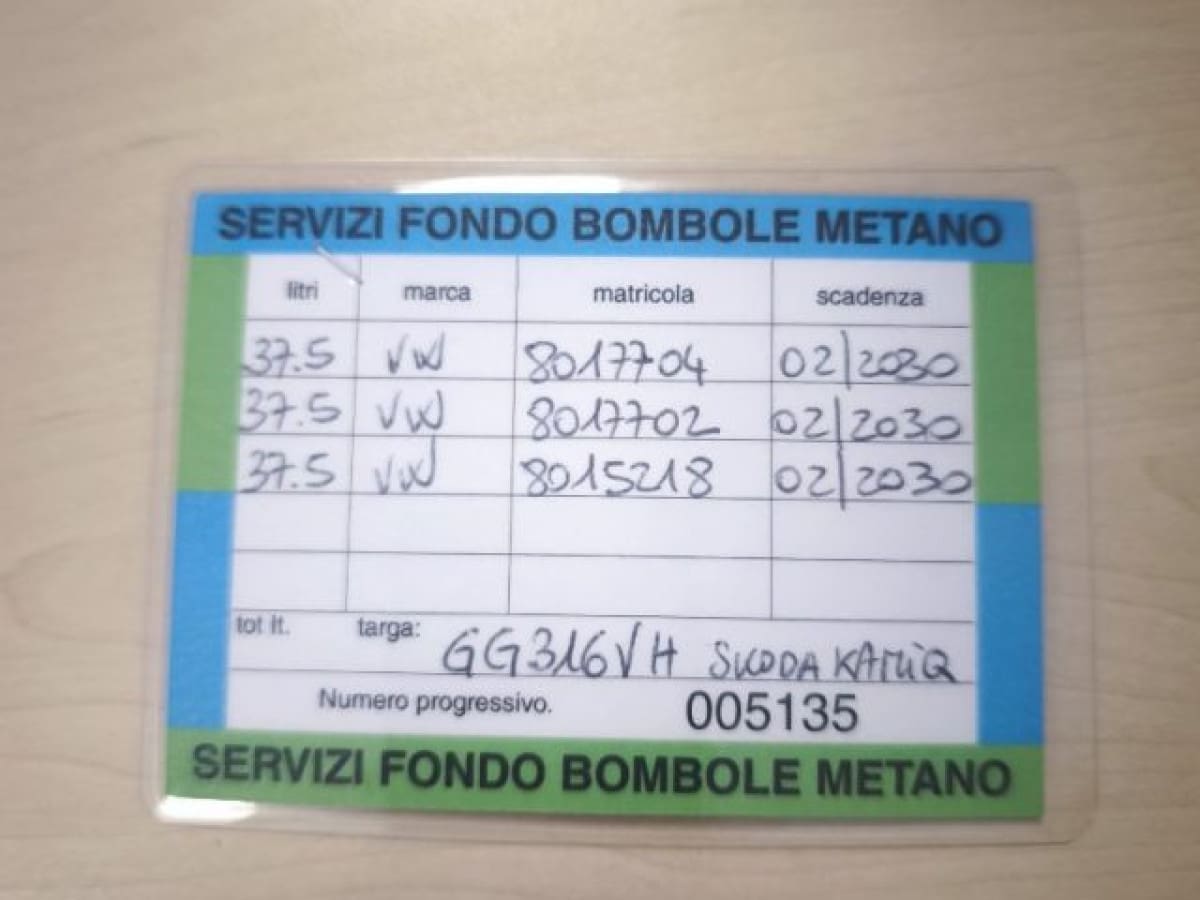 SERVIZI FONDO BOMBOLE METANO
litri marca matricola scadenza
37.5 VW 8017704 02/2030
37.5 VW 8017702 02/2030
37.5 VW 8015218 02/2030
tot lt. targa: GG316VH SKODA KAMiQ
Numero progressivo. 005135
SERVIZI FONDO BOMBOLE METANO